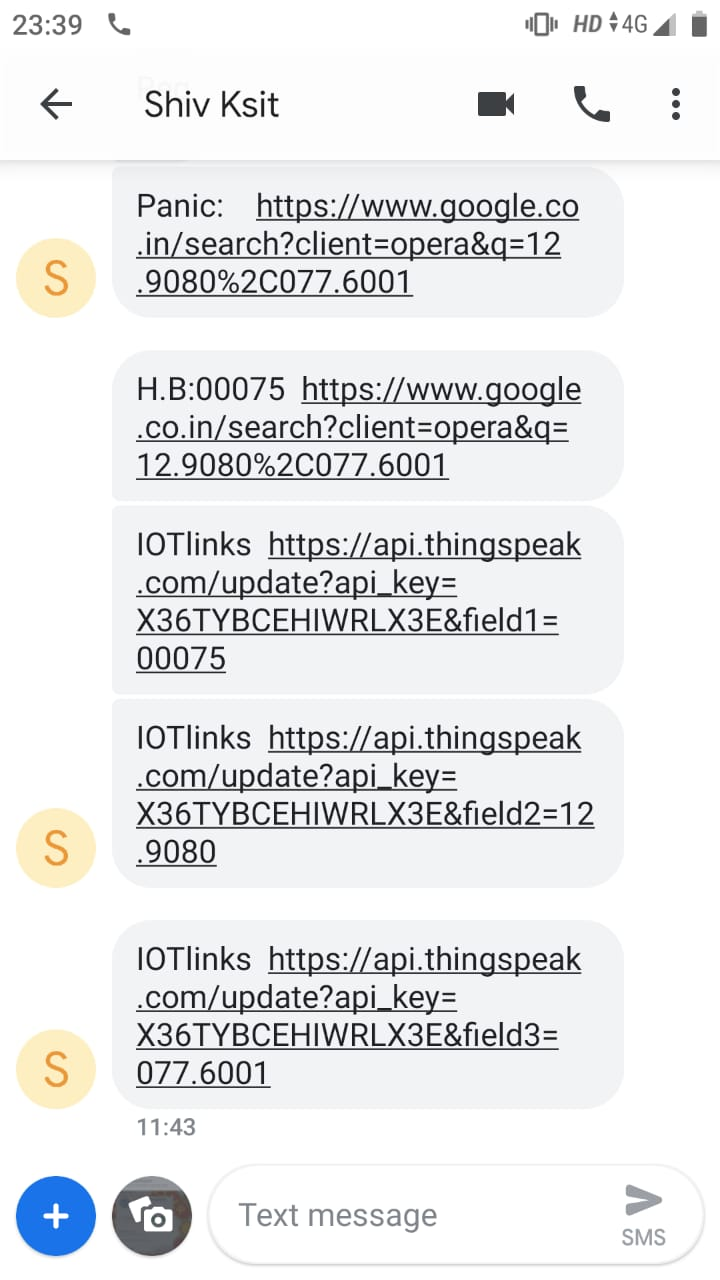 23:39 HD 4G
Shiv Ksit
Panic: https://www.google.co
.in/search?client=opera&q=12
.9080%2C077.6001
S
H.B:00075 https://www.google
.co.in/search?client=opera&q=
12.9080%2C077.6001
IOTlinks https://api.thingspeak
.com/update?api_key=
X36TYBCEHIWRLX3E&field1=
00075
IOTlinks https://api.thingspeak
.com/update?api_key=
X36TYBCEHIWRLX3E&field2=12
.9080
S
IOTlinks https://api.thingspeak
.com/update?api_key=
X36TYBCEHIWRLX3E&field3=
077.6001
S
11:43
Text message
SMS